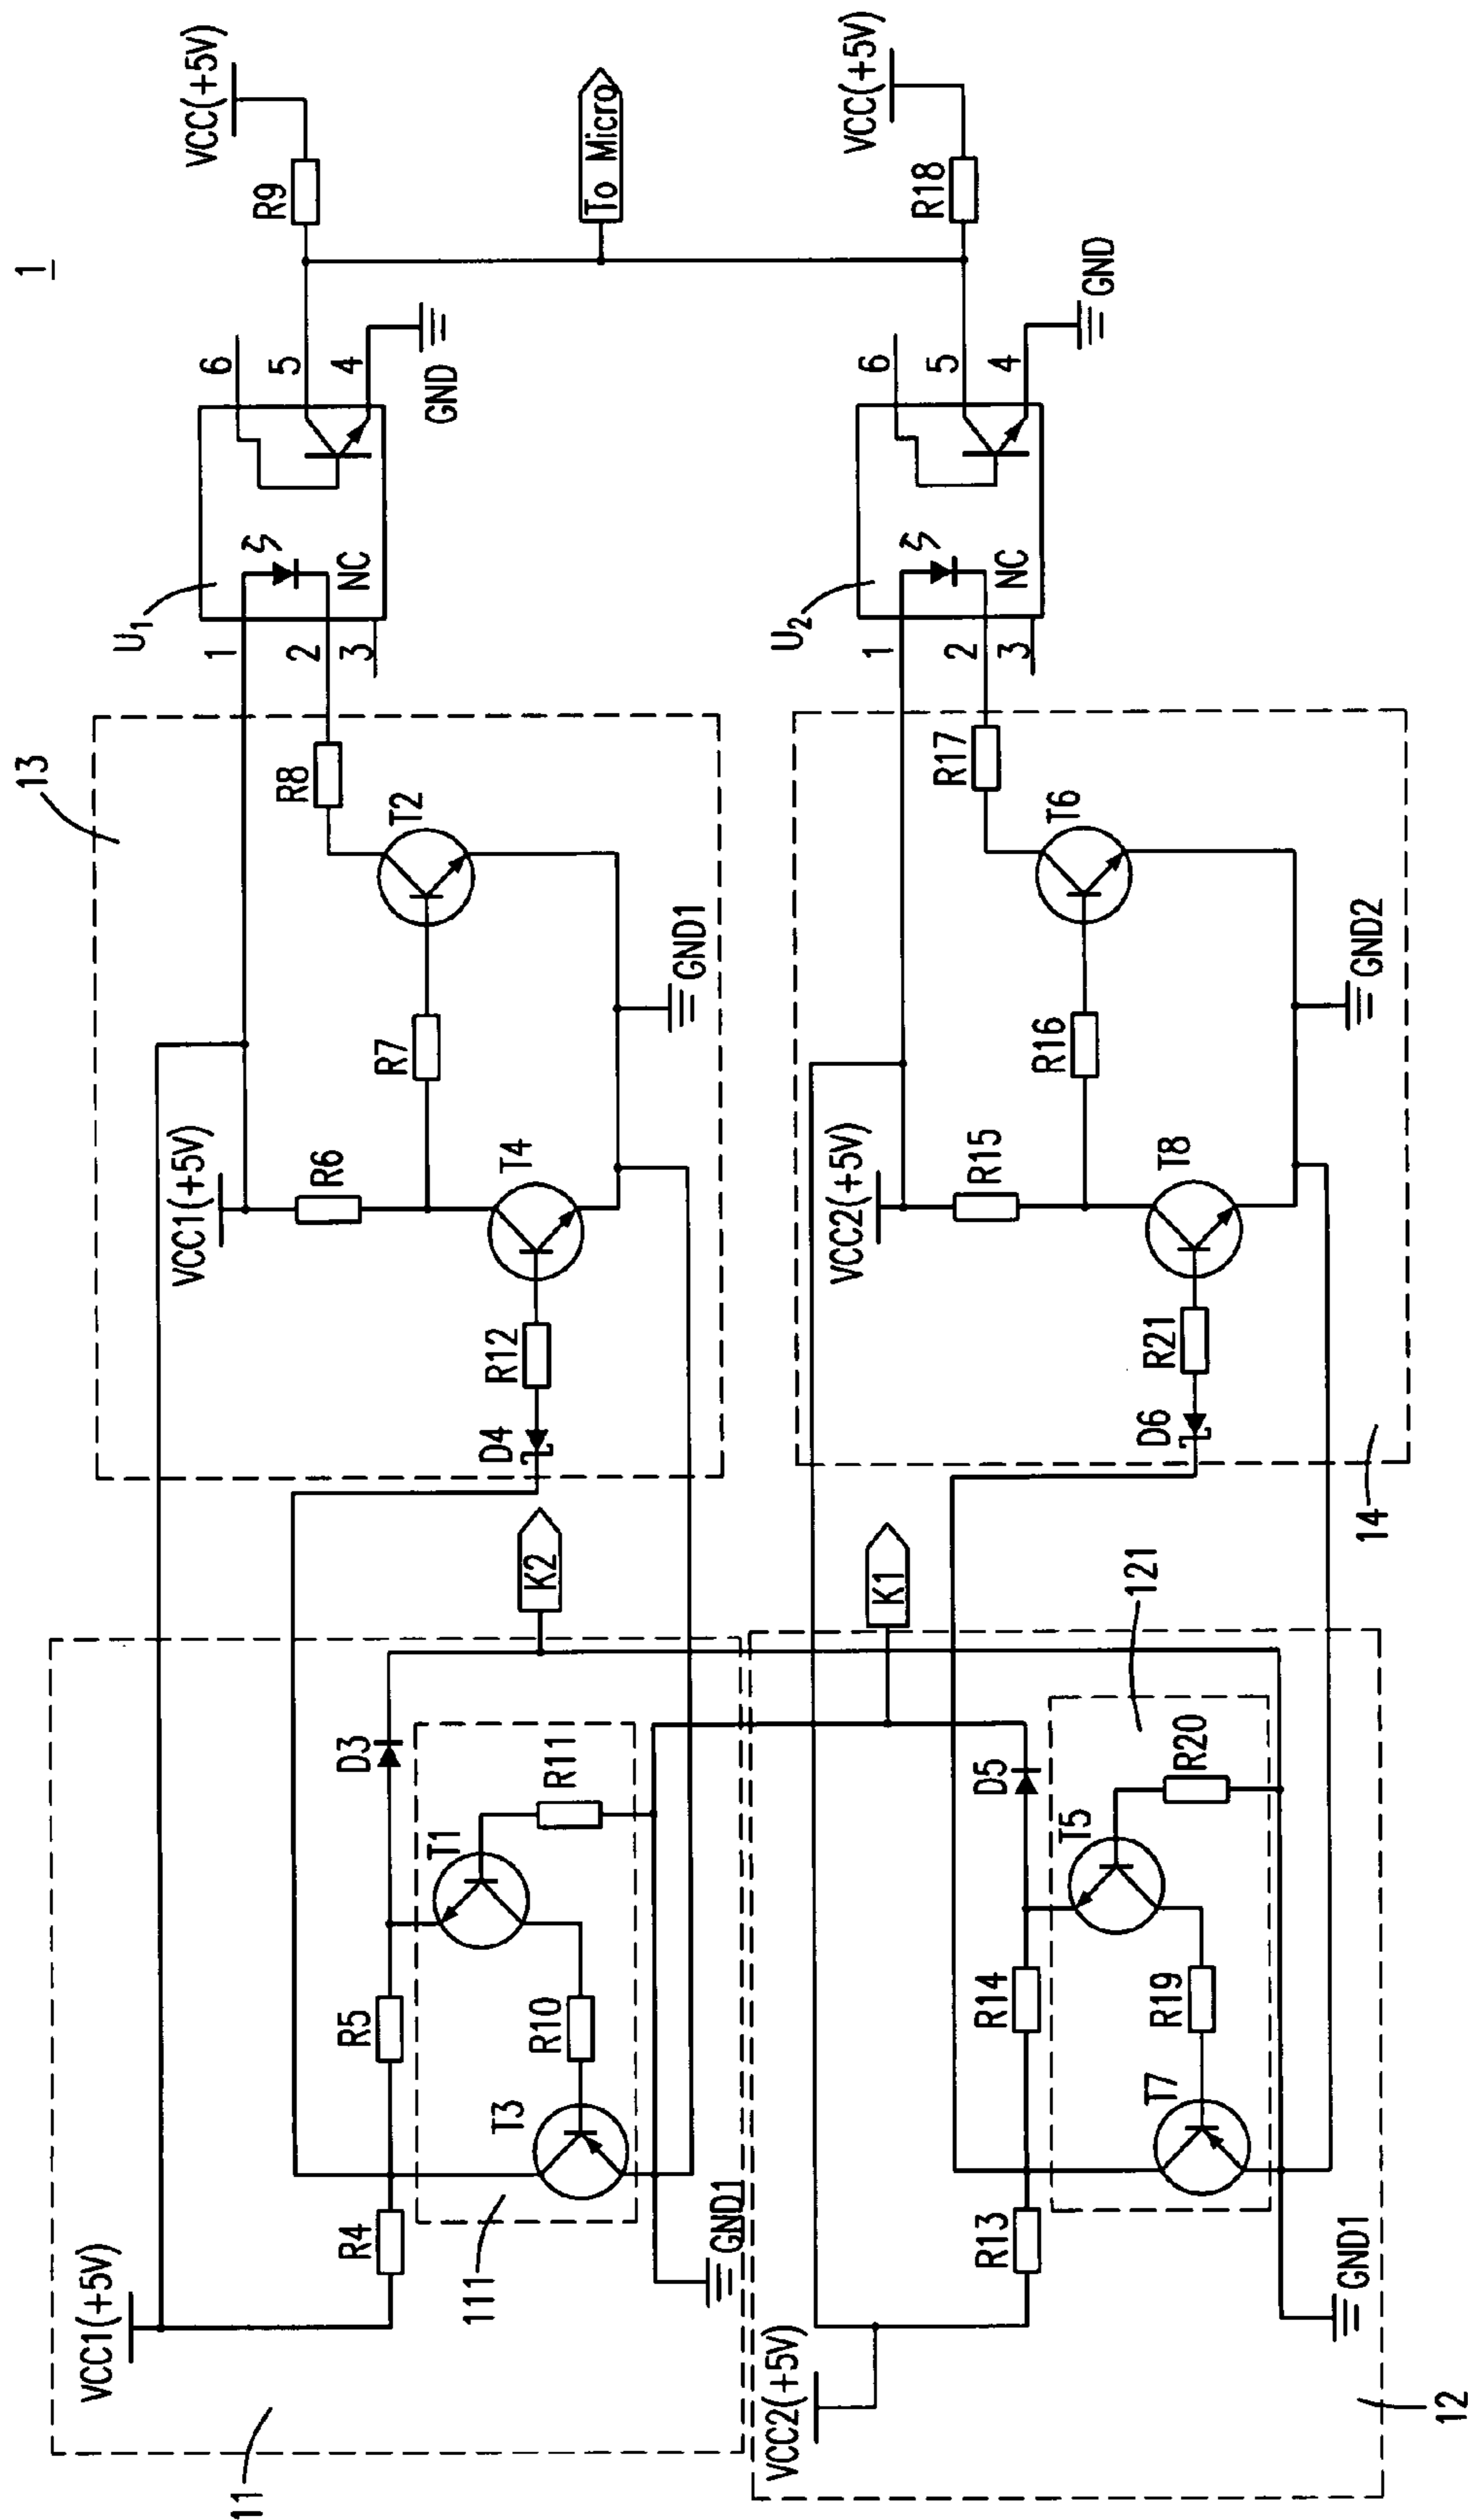 1
VCC(+5V)
R9
To Micro
VCC(+5V)
R18
6
5
4
GND
U1
NC
1
2
3
6
5
4
GND
U2
NC
1
2
3
13
R8
T2
R7
GND1
VCC1(+5V)
R6
T4
R12
D4
R17
T6
R16
GND2
VCC2(+5V)
R15
T8
R21
D6
14
K2
K1
121
D3
R11
T1
R5
R10
T3
R4
111
GND1
VCC1(+5V)
11
D5
R20
T5
R14
R19
T7
R13
GND1
VCC2(+5V)
12